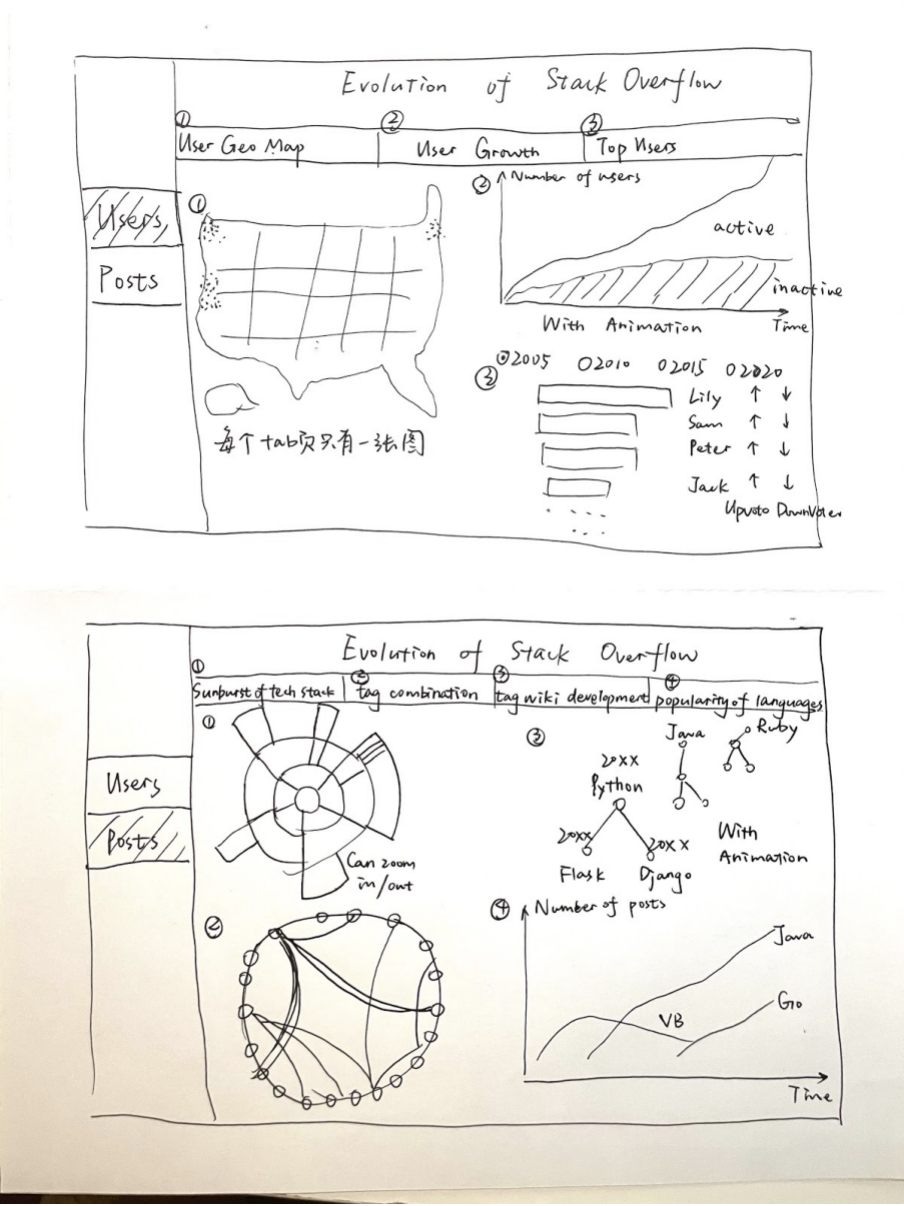 Evolution of Stack Overflow
① ② ③
User Geo Map User Growth Top Users
Users
Posts
①
② Number of users
active
inactive
With Animation Time
③ 2005 2010 2015 2020
Lily ↑ ↓
Sam ↑ ↓
Peter ↑ ↓
Jack ↑ ↓
Upvote DownVoter
每个tab页只有一张图
Evolution of Stack Overflow
① ② ③ ④
Sunburst of tech stack tag combination tag wiki development popularity of languages
Users
Posts
①
Can zoom
in/out
②
③
Java Ruby
20XX
Python
20XX 20XX
Flask Django
With
Animation
④ Number of posts
Java
VB Go
Time